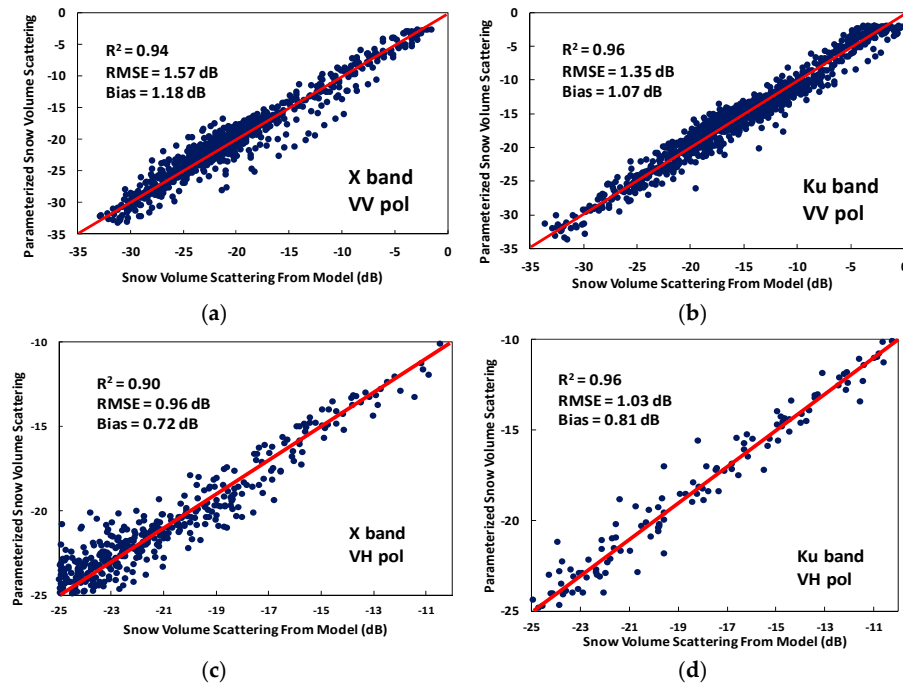 Parameterized Snow Volume Scattering
0
-5
-10
-15
-20
-25
-30
-35
R² = 0.94
RMSE = 1.57 dB
Bias = 1.18 dB
X band
VV pol
-35 -30 -25 -20 -15 -10 -5 0
Snow Volume Scattering From Model (dB)
(a)
Parameterized Snow Volume Scattering
0
-5
-10
-15
-20
-25
-30
-35
R² = 0.96
RMSE = 1.35 dB
Bias = 1.07 dB
Ku band
VV pol
-35 -30 -25 -20 -15 -10 -5 0
Snow Volume Scattering From Model (dB)
(b)
Parameterized Snow Volume Scattering
-10
-15
-20
-25
R² = 0.90
RMSE = 0.96 dB
Bias = 0.72 dB
X band
VH pol
-25 -23 -21 -19 -17 -15 -13 -11
Snow Volume Scattering From Model (dB)
(c)
Parameterized Snow Volume Scattering
-10
-15
-20
-25
R² = 0.96
RMSE = 1.03 dB
Bias = 0.81 dB
Ku band
VH pol
-25 -23 -21 -19 -17 -15 -13 -11
Snow Volume Scattering From Model (dB)
(d)